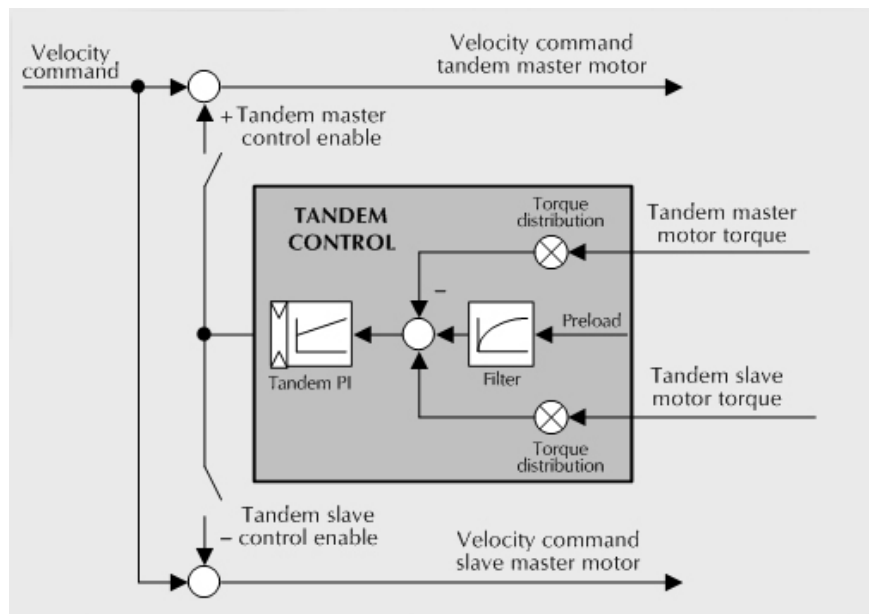 Velocity
command
Velocity command
tandem master motor
+ Tandem master
control enable
TANDEM
CONTROL
Torque
distribution
Tandem master
motor torque
–
Preload
Tandem PI
Filter
Tandem slave
motor torque
Torque
distribution
Tandem slave
– control enable
Velocity command
slave master motor